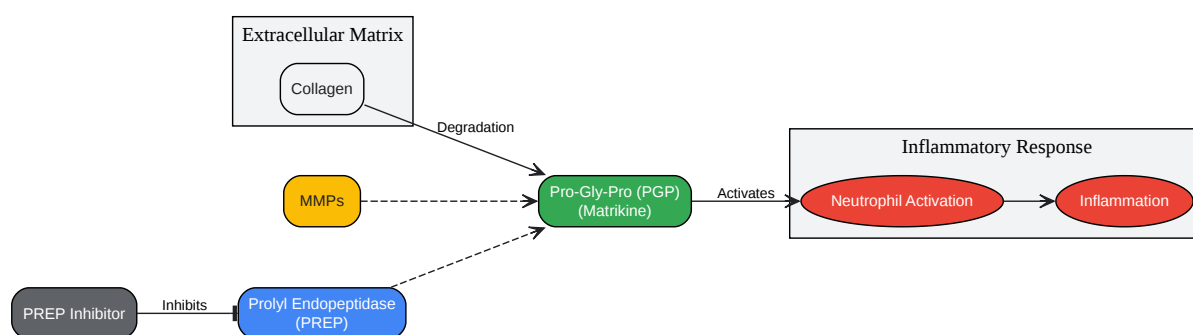 Extracellular Matrix
Collagen
Degradation
Inflammatory Response
MMPs
Pro-Gly-Pro (PGP)
(Matrikine)
Activates
Neutrophil Activation
Inflammation
PREP Inhibitor
Inhibits
Prolyl Endopeptidase
(PREP)